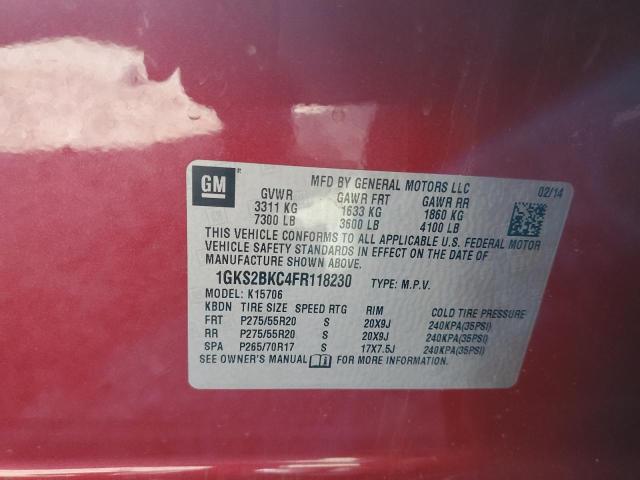 GM
®
MFD BY GENERAL MOTORS LLC 02/14
GVWR GAWR FRT GAWR RR
3311 KG 1633 KG 1860 KG
7300 LB 3600 LB 4100 LB
THIS VEHICLE CONFORMS TO ALL APPLICABLE U.S. FEDERAL MOTOR
VEHICLE SAFETY STANDARDS IN EFFECT ON THE DATE OF
MANUFACTURE SHOWN ABOVE.
1GKS2BKC4FR118230 TYPE: M.P.V.
MODEL: K15706
KBDN TIRE SIZE SPEED RTG RIM COLD TIRE PRESSURE
FRT P275/55R20 S 20X9J 240KPA(35PSI)
RR P275/55R20 S 20X9J 240KPA(35PSI)
SPA P265/70R17 S 17X7.5J 240KPA(35PSI)
SEE OWNER'S MANUAL FOR MORE INFORMATION.